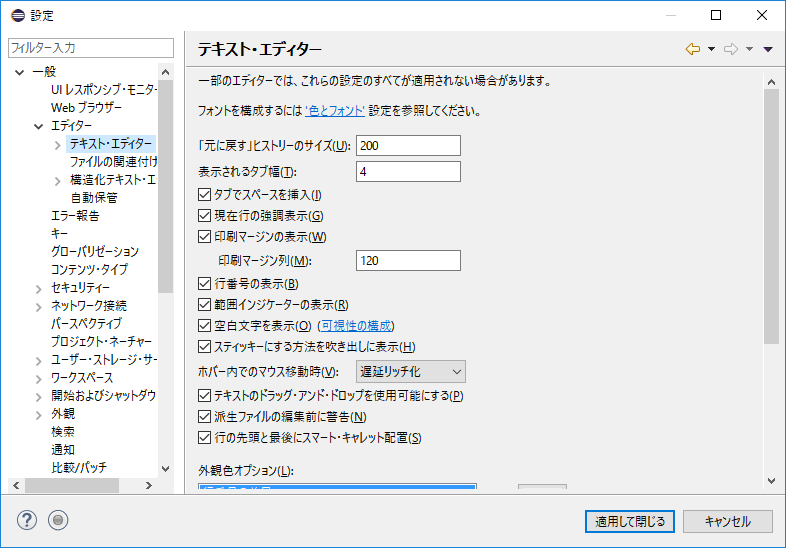 設定
フィルター入力
一般
UI レスポンシブ・モニター
Web ブラウザー
エディター
テキスト・エディター
ファイルの関連付け
構造化テキスト・エ
自動保管
エラー報告
キー
グローバリゼーション
コンテンツ・タイプ
セキュリティー
ネットワーク接続
パースペクティブ
プロジェクト・ネーチャー
ユーザー・ストレージ・サー
ワークスペース
開始およびシャットダウ
外観
検索
通知
比較/パッチ
テキスト・エディター
一部のエディターでは、これらの設定のすべてが適用されない場合があります。
フォントを構成するには '色とフォント' 設定を参照してください。
「元に戻す」ヒストリーのサイズ(U): 200
表示されるタブ幅(T): 4
タブでスペースを挿入(I)
現在行の強調表示(G)
印刷マージンの表示(W)
印刷マージン列(M): 120
行番号の表示(B)
範囲インジケーターの表示(R)
空白文字を表示(O) (可視性の構成)
スティッキーにする方法を吹き出しに表示(H)
ホバー内でのマウス移動時(V): 遅延リッチ化
テキストのドラッグ・アンド・ドロップを使用可能にする(P)
派生ファイルの編集前に警告(N)
行の先頭と最後にスマート・キャレット配置(S)
外観色オプション(L):
適用して閉じる
キャンセル